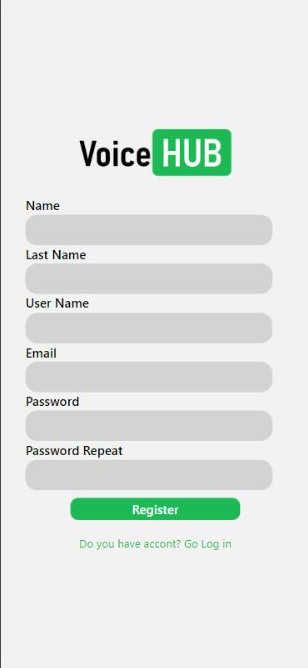 Voice HUB
Name
Last Name
User Name
Email
Password
Password Repeat
Register
Do you have accont? Go Log in